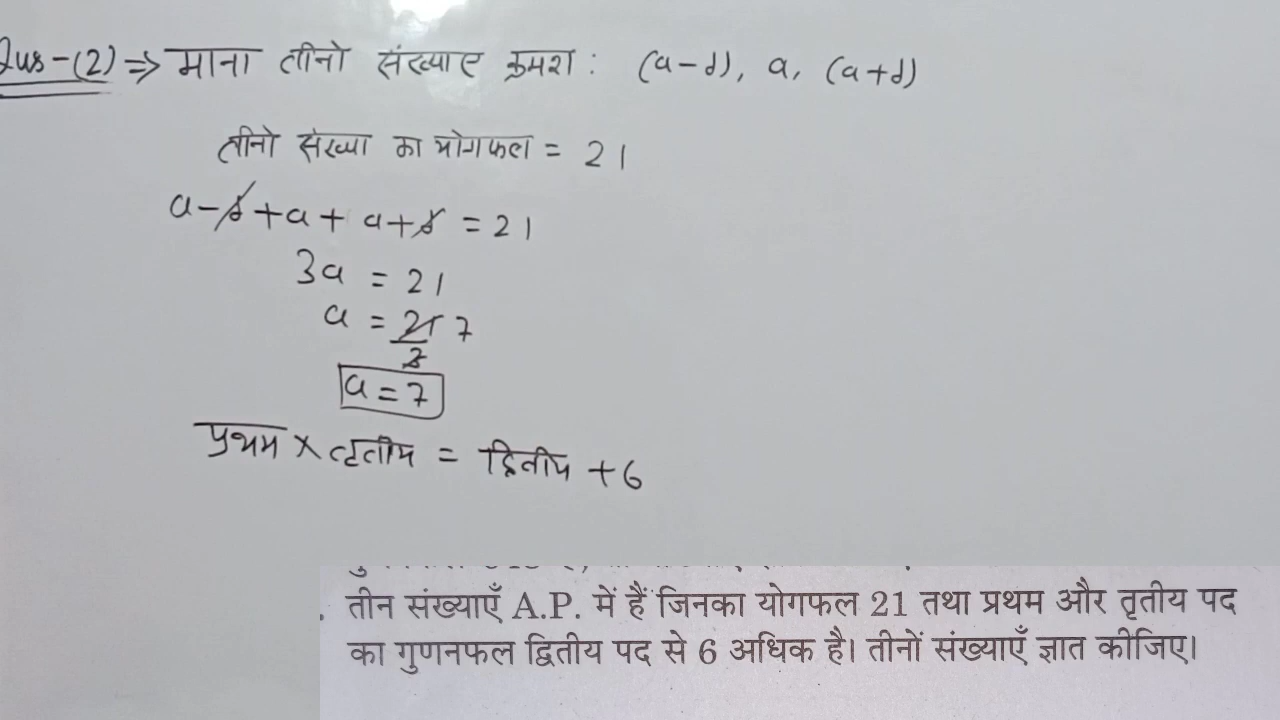 Qus-(2) ⇒ माना तीनो संख्याए क्रमश: (a-d), a, (a+d)
तीनो संख्या का योगफल = 21
a-d+a+ a+d = 21
3a = 21
a = 21/3 7
a = 7
प्रथम × तृतीय = द्वितीय +6
तीन संख्याएँ A.P. में हैं जिनका योगफल 21 तथा प्रथम और तृतीय पद
का गुणनफल द्वितीय पद से 6 अधिक है। तीनों संख्याएँ ज्ञात कीजिए।